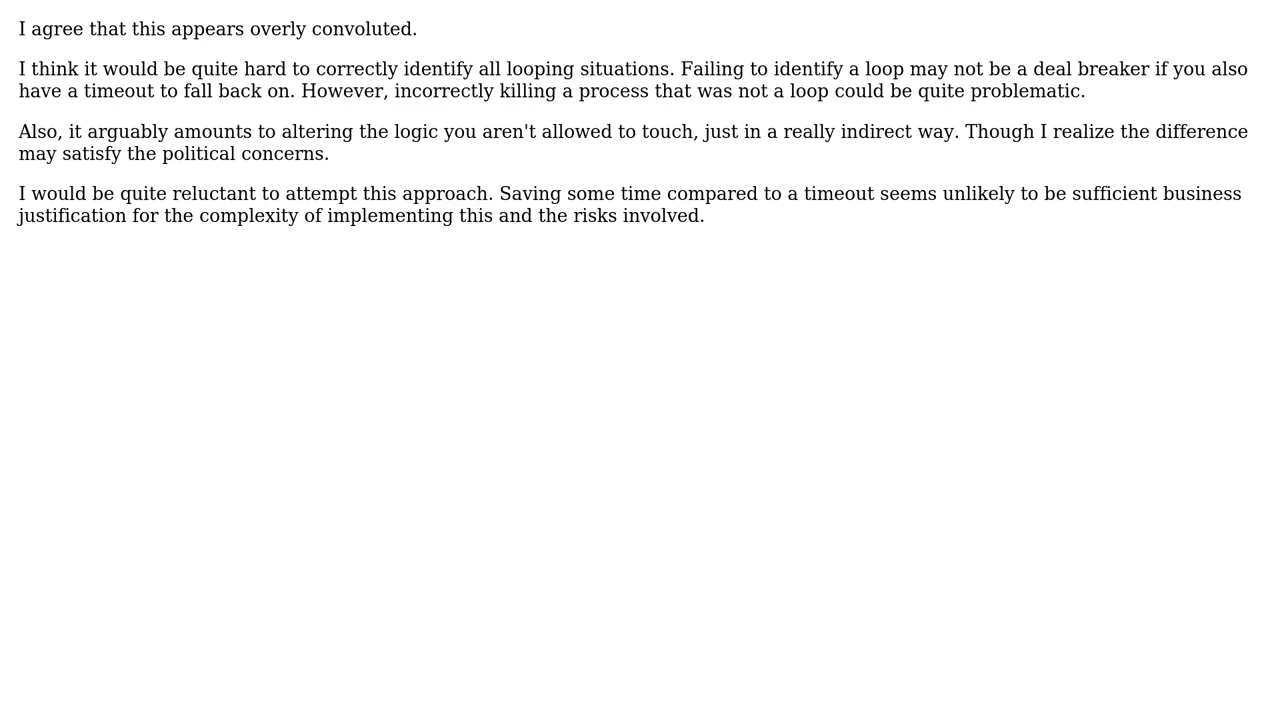 I agree that this appears overly convoluted.
I think it would be quite hard to correctly identify all looping situations. Failing to identify a loop may not be a deal breaker if you also
have a timeout to fall back on. However, incorrectly killing a process that was not a loop could be quite problematic.
Also, it arguably amounts to altering the logic you aren't allowed to touch, just in a really indirect way. Though I realize the difference
may satisfy the political concerns.
I would be quite reluctant to attempt this approach. Saving some time compared to a timeout seems unlikely to be sufficient business
justification for the complexity of implementing this and the risks involved.